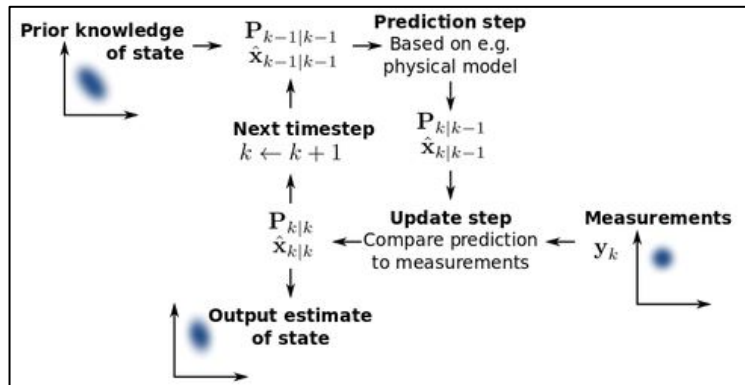 Prior knowledge
of state
P_{k-1|k-1}
x̂_{k-1|k-1}
Prediction step
Based on e.g.
physical model
Next timestep
k ← k + 1
P_{k|k-1}
x̂_{k|k-1}
P_{k|k}
x̂_{k|k}
Update step
Compare prediction
to measurements
Measurements
y_k
Output estimate
of state